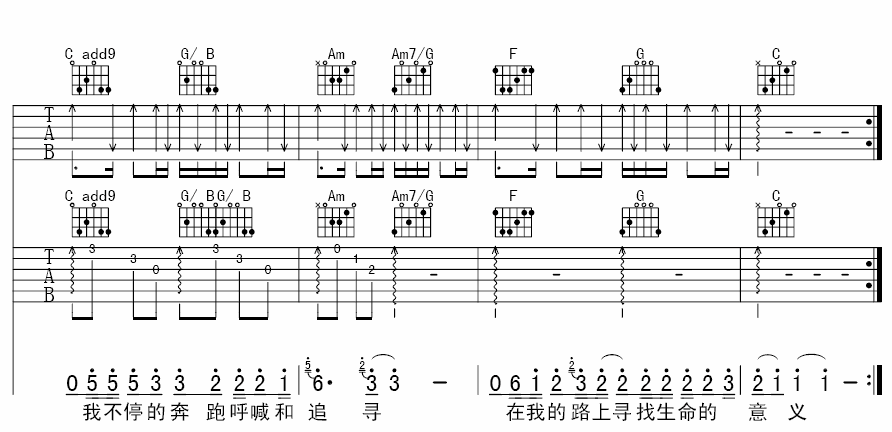 C add9 G/ B Am Am7/G F G C
T
A
B
C add9 G/ B G/ B Am Am7/G F G C
3 3 0 3 3 0 0 1 2 - - - - - -
T
A
B
0 5 5 5 3 3 2 2 2 1 5 6· 2 3 3 - 0 6 1 2 2 3 2 2 2 2 2 2 3 2 1 1 1 -
我不停的奔 跑呼喊和 追 寻 在我的路上寻找生命的 意 义